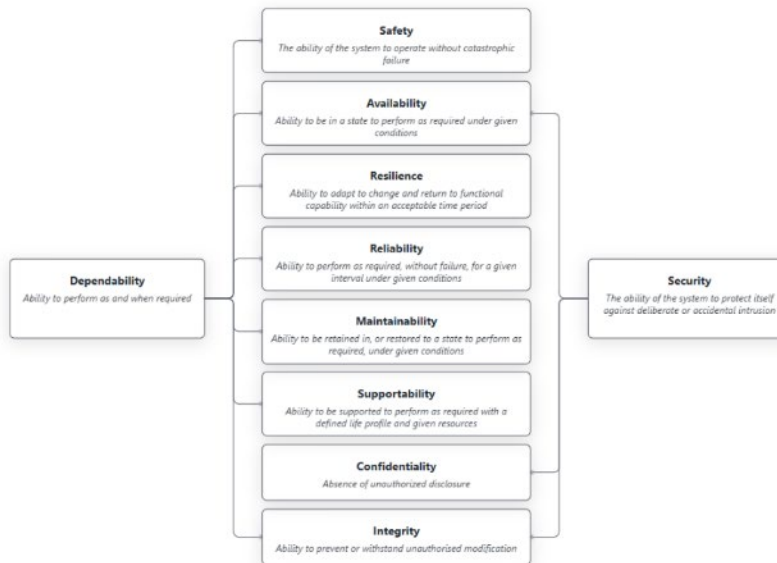 Safety
The ability of the system to operate without catastrophic
failure
Availability
Ability to be in a state to perform as required under given
conditions
Resilience
Ability to adapt to change and return to functional
capability within an acceptable time period
Reliability
Ability to perform as required, without failure, for a given
interval under given conditions
Dependability
Ability to perform as and when required
Security
The ability of the system to protect itself
against deliberate or accidental intrusion
Maintainability
Ability to be retained in, or restored to a state to perform as
required, under given conditions
Supportability
Ability to be supported to perform as required with a
defined life profile and given resources
Confidentiality
Absence of unauthorized disclosure
Integrity
Ability to prevent or withstand unauthorised modification